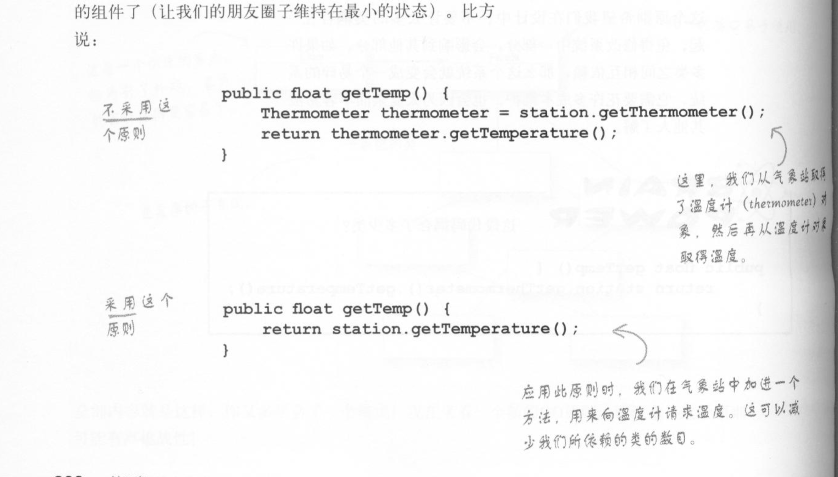 的组件了（让我们的朋友圈子维持在最小的状态）。比方
说：
不采用这
个原则
public float getTemp() {
Thermometer thermometer = station.getThermometer();
return thermometer.getTemperature();
}
这里，我们从气象站取得
了温度计（thermometer）对
象，然后再从温度计对象
取得温度。
采用这个
原则
public float getTemp() {
return station.getTemperature();
}
应用此原则时，我们在气象站中加进一个
方法，用来向温度计请求温度。这可以减
少我们所依赖的类的数目。